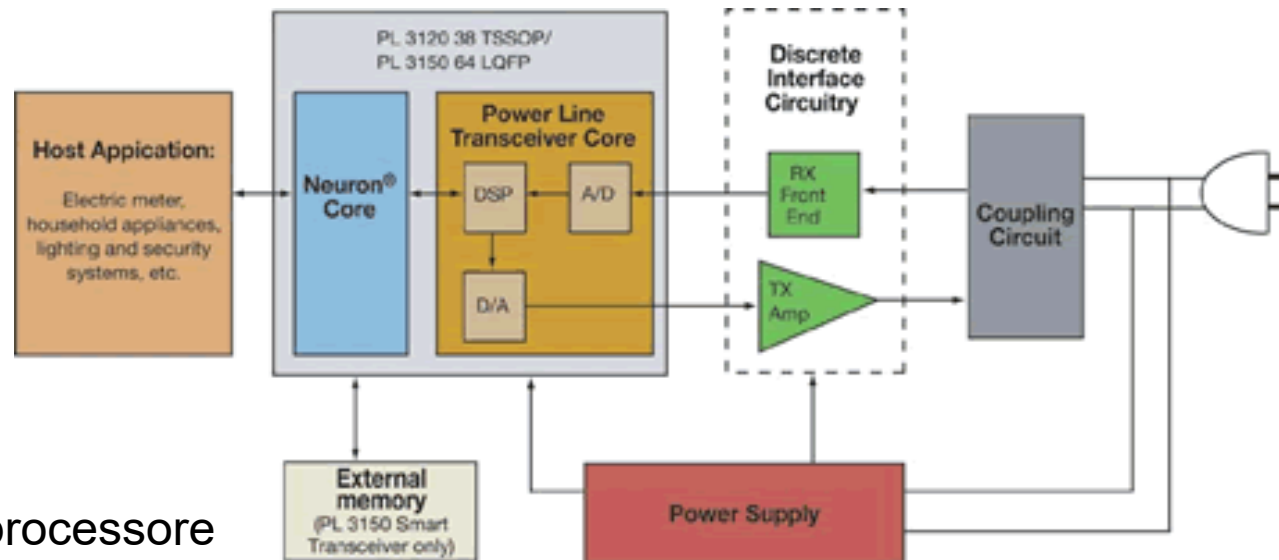 PL 3120 38 TSSOP/
PL 3150 64 LQFP
Discrete
Interface
Circuitry
Host Appication:
Electric meter,
household appliances,
lighting and security
systems, etc.
Neuron®
Core
Power Line
Transceiver Core
DSP
A/D
D/A
RX
Front
End
TX
Amp
Coupling
Circuit
External
memory
(PL 3150 Smart
Transceiver only)
Power Supply
processore